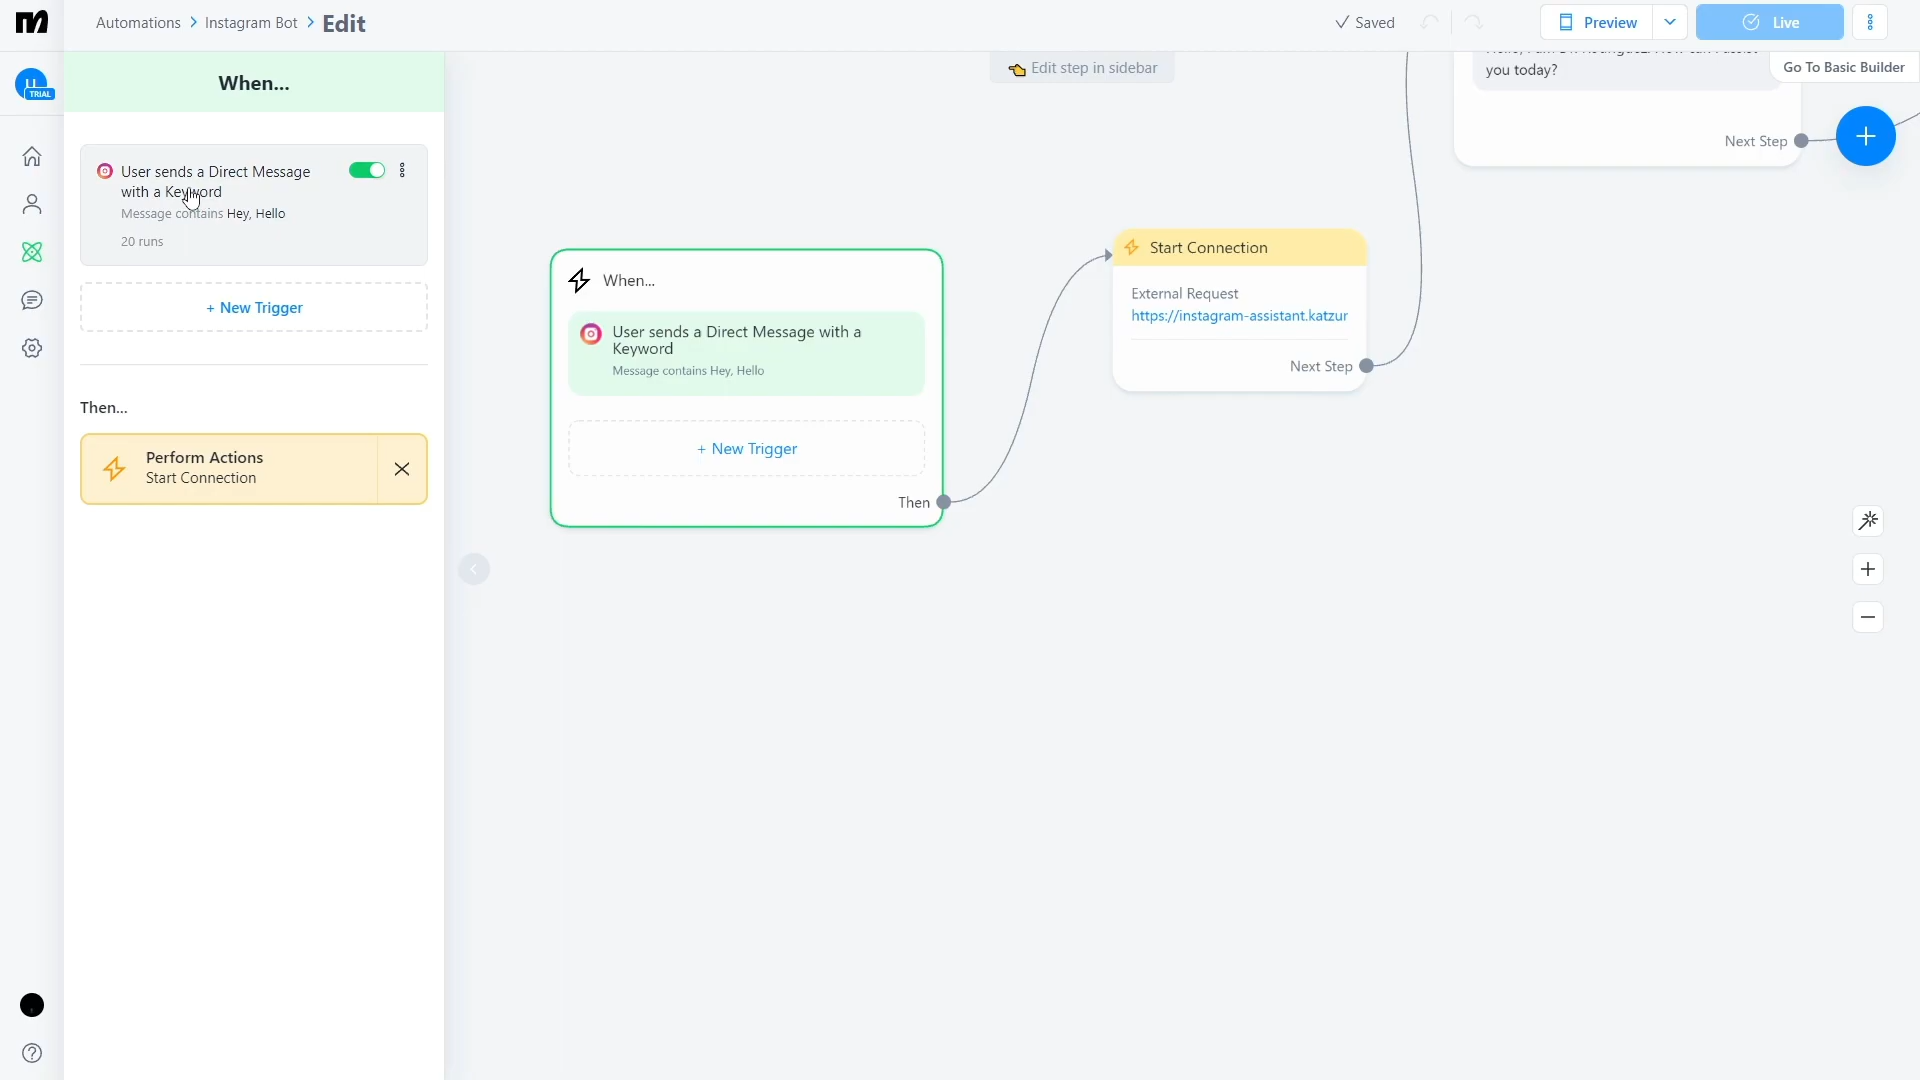 Automations > Instagram Bot > Edit
Saved
Preview
Live
U
TRIAL
When...
User sends a Direct Message
with a Keyword
Message contains Hey, Hello
20 runs
+ New Trigger
Then...
Perform Actions
Start Connection
Edit step in sidebar
When...
User sends a Direct Message with a
Keyword
Message contains Hey, Hello
+ New Trigger
Then
Start Connection
External Request
https://instagram-assistant.katzur
Next Step
you today?
Next Step
Go To Basic Builder